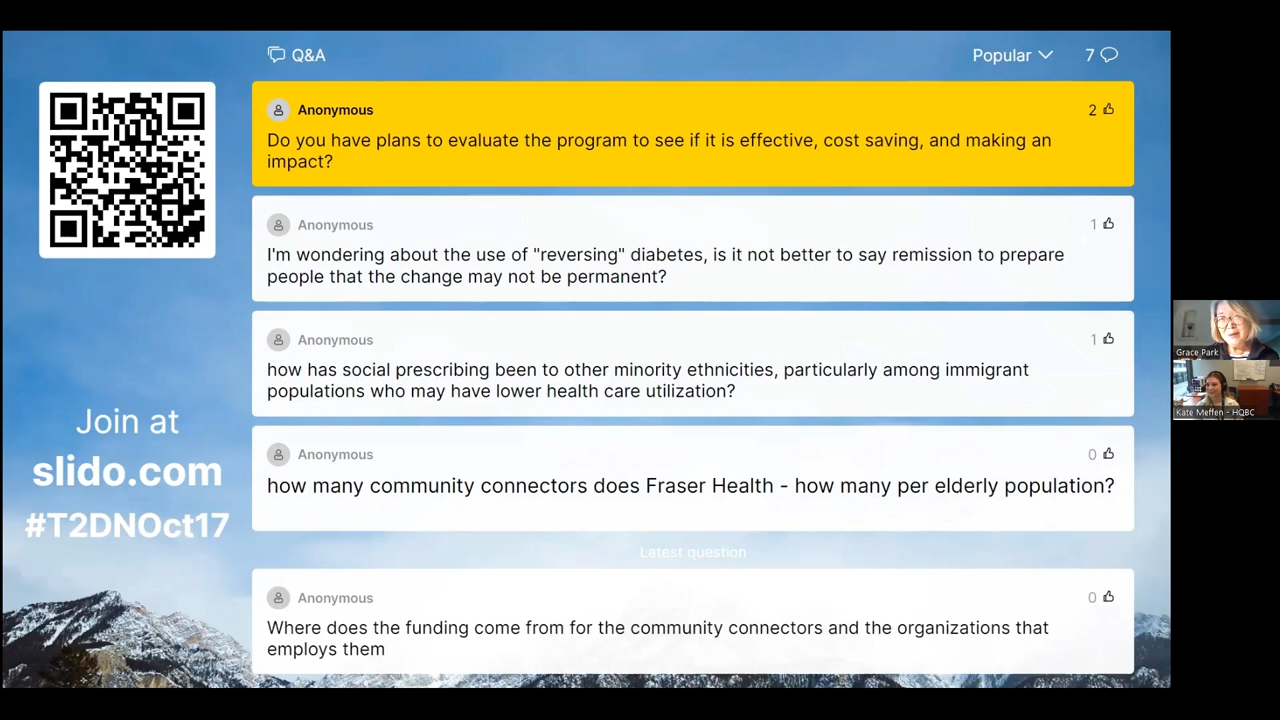 Q&A
Popular
7
Anonymous
2
Do you have plans to evaluate the program to see if it is effective, cost saving, and making an
impact?
Anonymous
1
I'm wondering about the use of "reversing" diabetes, is it not better to say remission to prepare
people that the change may not be permanent?
Anonymous
1
how has social prescribing been to other minority ethnicities, particularly among immigrant
populations who may have lower health care utilization?
Anonymous
0
how many community connectors does Fraser Health - how many per elderly population?
Latest question
Anonymous
0
Where does the funding come from for the community connectors and the organizations that
employs them
Join at
slido.com
#T2DNOct17
Grace Park
Kate Meffen - HQBC